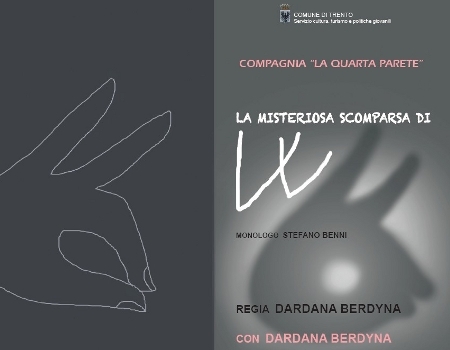 COMUNE DI TRENTO
Servizio cultura, turismo e politiche giovanili
COMPAGNIA "LA QUARTA PARETE"
LA MISTERIOSA SCOMPARSA DI
W
MONOLOGO STEFANO BENNI
REGIA DARDANA BERDYNA
CON DARDANA BERDYNA